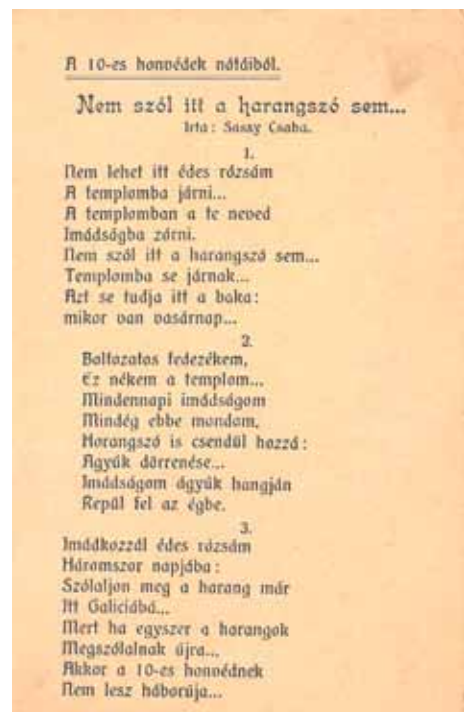 A 10-es honvédek nótáiból.
Nem szól itt a harangszó sem...
Irta: Sassy Csaba.
1.
Nem lehet itt édes rózsám
A templomba járni...
A templomban a te neved
Imádságba zárni.
Nem szól itt a harangszó sem...
Templomba se járnak...
Azt se tudja itt a baka:
mikor van vasárnap...
2.
Boltozatos fedezékem,
Ez nékem a templom...
Mindennapi imádságom
Mindég ebbe mondom,
Harangszó is csendül hozzá:
Ágyúk dörrenése...
Imádságom ágyúk hangján
Repül fel az égbe.
3.
Imádkozzál édes rózsám
Háromszor napjába:
Szólaljon meg a harang már
Itt Galiciába...
Mert ha egyszer a harangok
Megszólalnak újra...
Akkor a 10-es honvédnek
Nem lesz háborúja...